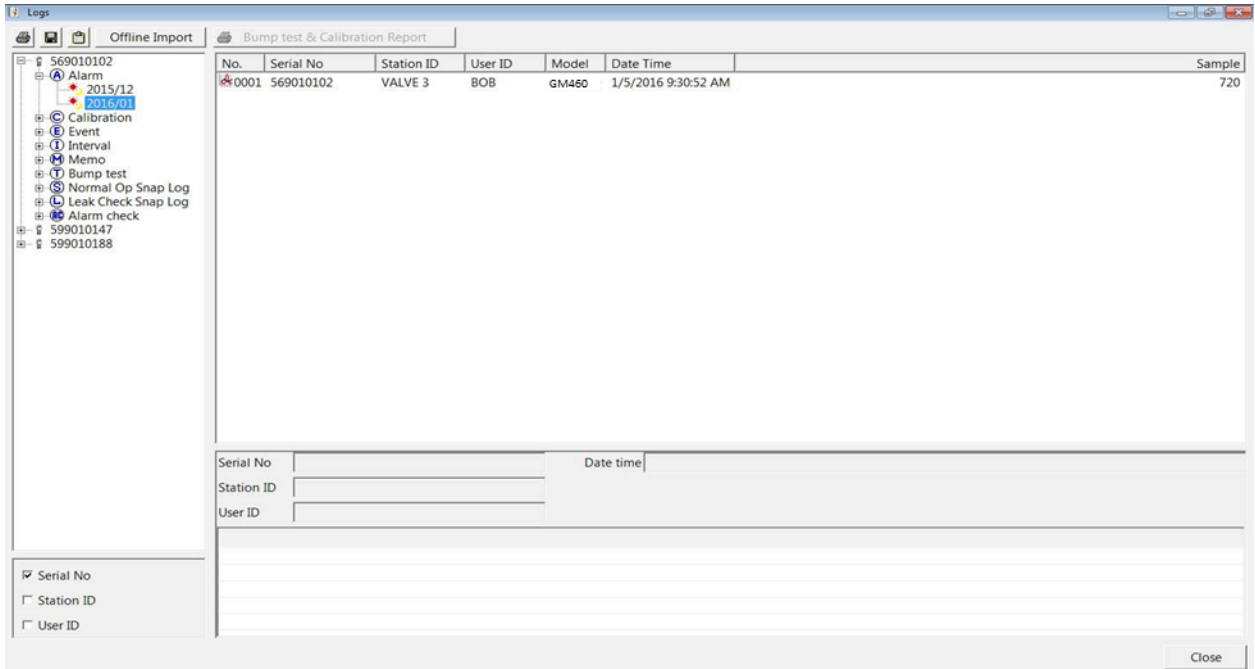 Logs
Offline Import
Bump test & Calibration Report
569010102
A Alarm
2015/12
2016/01
C Calibration
E Event
I Interval
M Memo
T Bump test
S Normal Op Snap Log
L Leak Check Snap Log
AC Alarm check
599010147
599010188
No. Serial No Station ID User ID Model Date Time Sample
0001 569010102 VALVE 3 BOB GM460 1/5/2016 9:30:52 AM 720
Serial No Date time
Station ID
User ID
Serial No
Station ID
User ID
Close